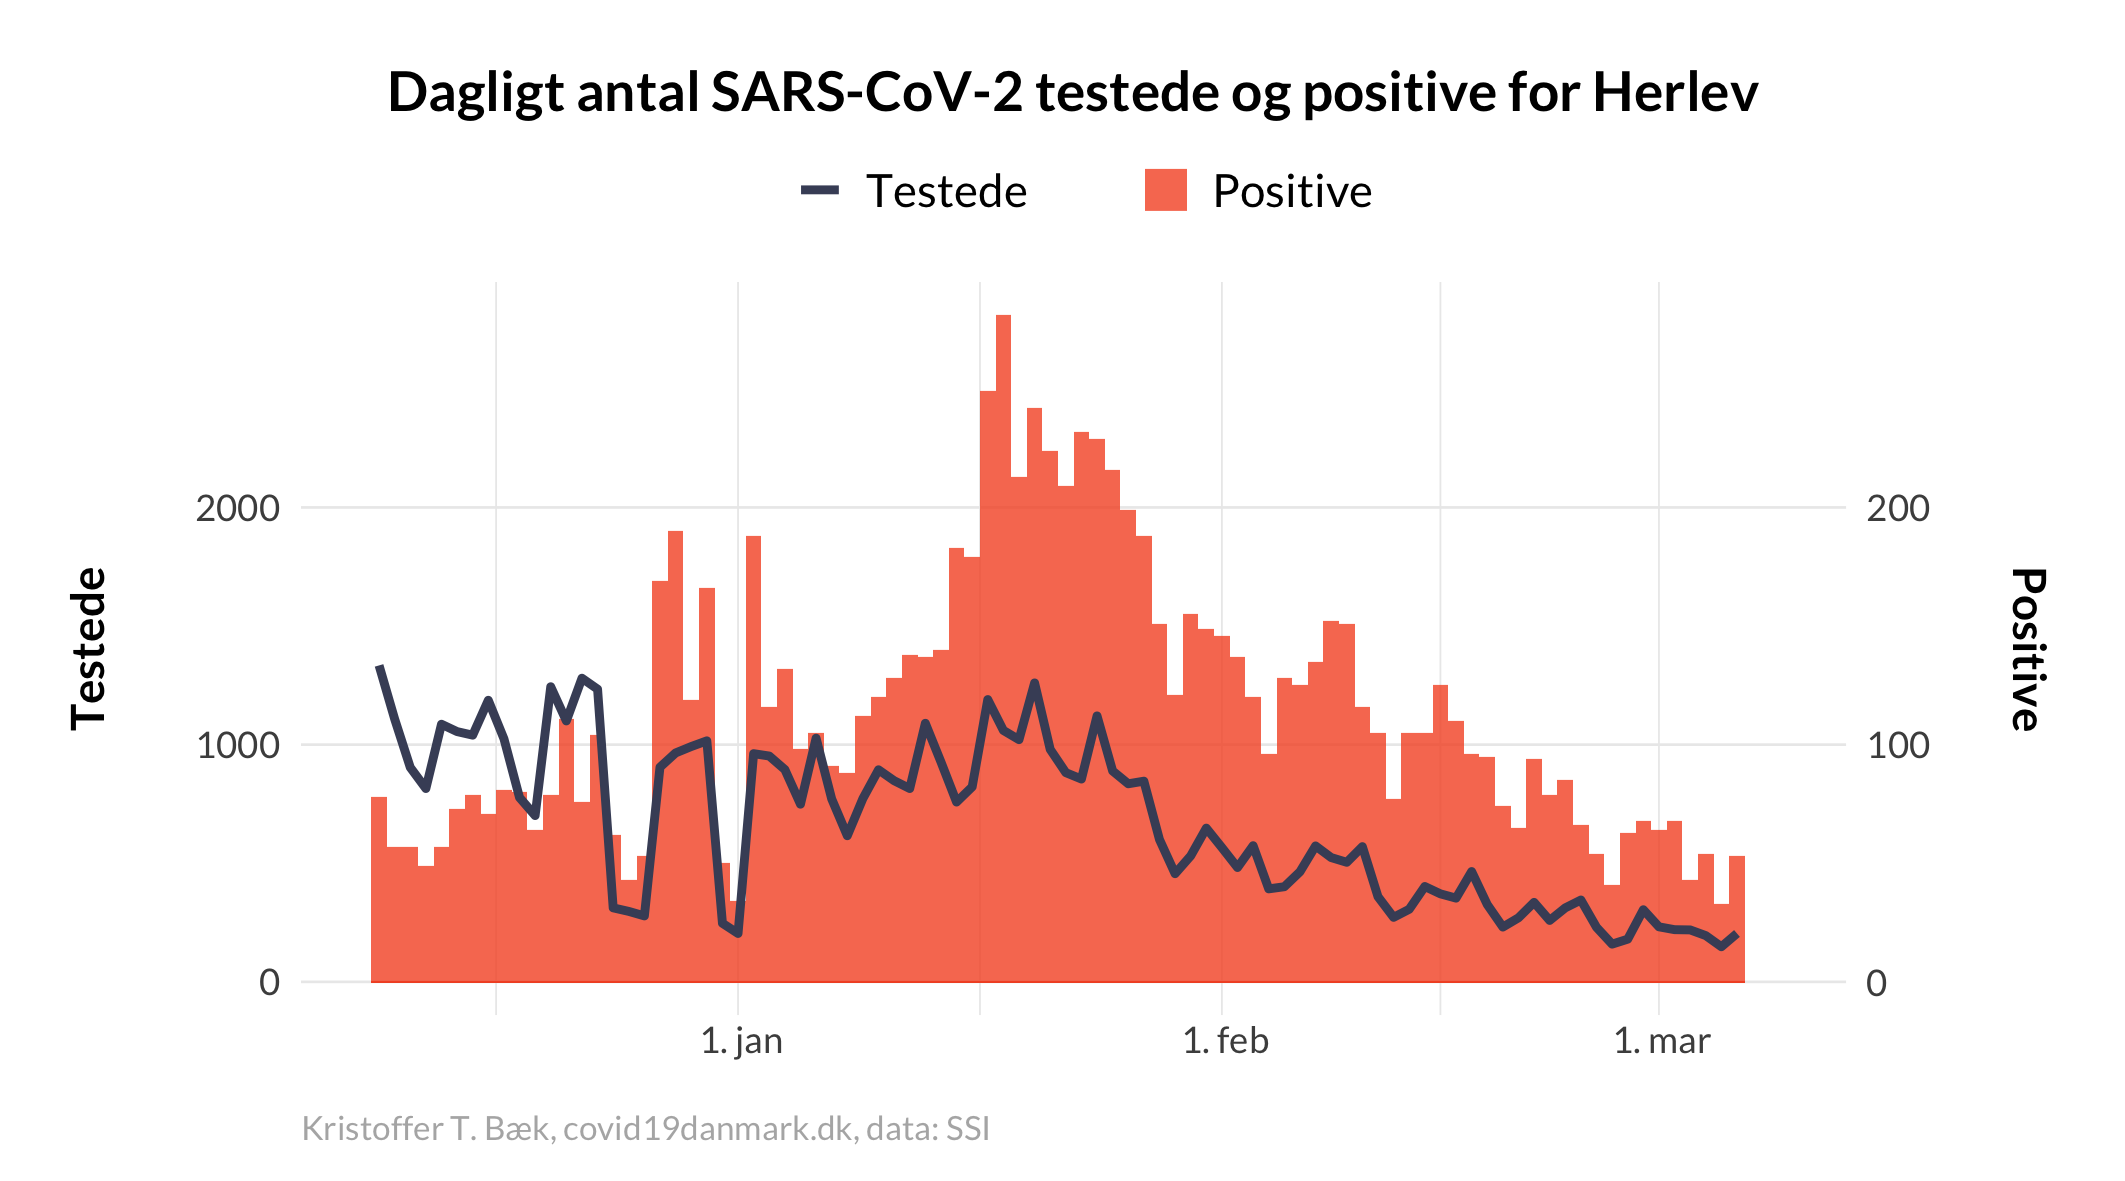 Dagligt antal SARS-CoV-2 testede og positive for Herlev
Testede
Positive
2000
1000
0
Testede
200
100
0
Positive
1. jan
1. feb
1. mar
Kristoffer T. Bæk, covid19danmark.dk, data: SSI